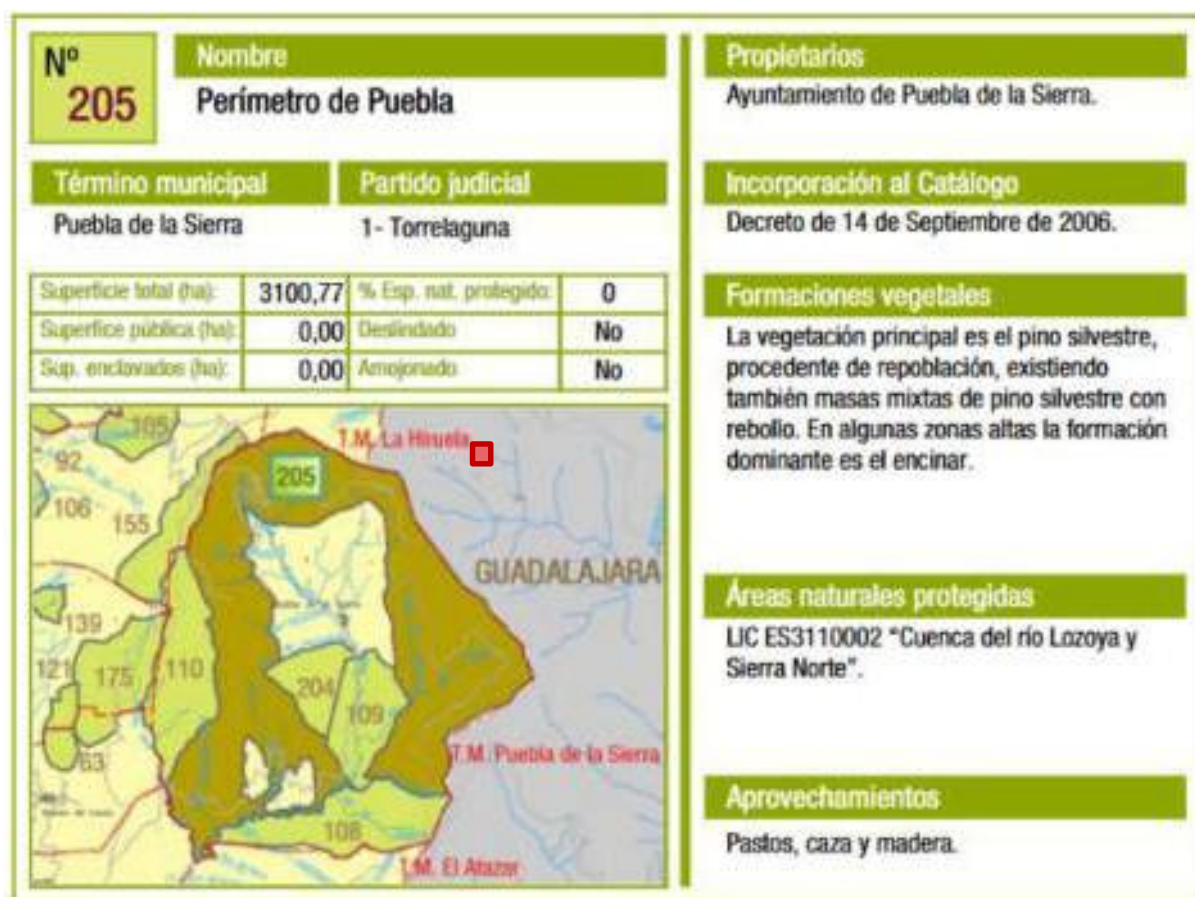 Nº
205
Nombre
Perímetro de Puebla
Término municipal
Partido judicial
Puebla de la Sierra
1- Torrelaguna
Superficie total (ha):
3100,77
% Esp. nat. protegido:
0
Superfice pública (ha):
0,00
Deslindado
No
Sup. enclavados (ha):
0,00
Amojonado
No
T.M. La Hiruela
205
92
106
155
GUADALAJARA
139
121
175
110
204
109
63
T.M. Puebla de la Sierra
108
T.M. El Atazar
Propietarios
Ayuntamiento de Puebla de la Sierra.
Incorporación al Catálogo
Decreto de 14 de Septiembre de 2006.
Formaciones vegetales
La vegetación principal es el pino silvestre,
procedente de repoblación, existiendo
también masas mixtas de pino silvestre con
rebollo. En algunas zonas altas la formación
dominante es el encinar.
Áreas naturales protegidas
LIC ES3110002 "Cuenca del río Lozoya y
Sierra Norte".
Aprovechamientos
Pastos, caza y madera.